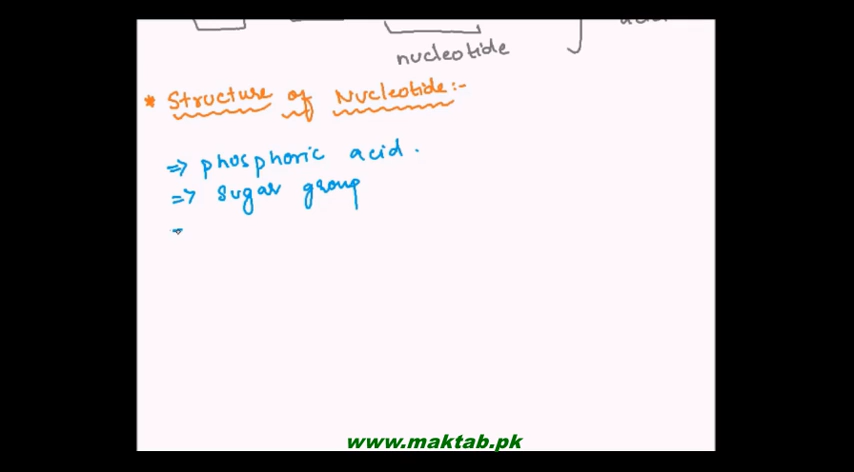 nucleotide
* Structure of Nucleotide:-
=> phosphoric acid.
=> Sugar group
www.maktab.pk